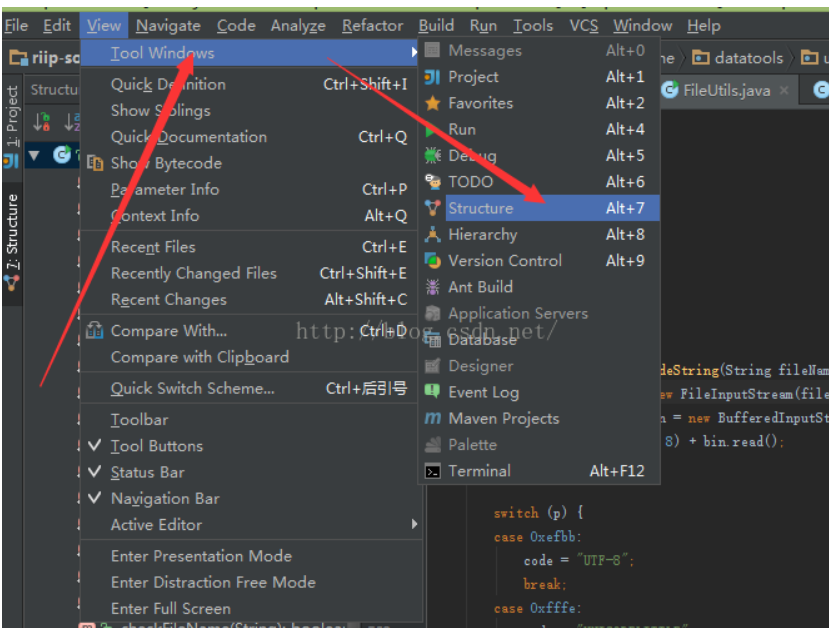 File Edit View Navigate Code Analyze Refactor Build Run Tools VCS Window Help
riip-sc
datatools
Structu
FileUtils.java
1: Project
7: Structure
Tool Windows
Quick Definition Ctrl+Shift+I
Show Siblings
Quick Documentation Ctrl+Q
Show Bytecode
Parameter Info Ctrl+P
Context Info Alt+Q
Recent Files Ctrl+E
Recently Changed Files Ctrl+Shift+E
Recent Changes Alt+Shift+C
Compare With... Ctrl+D
Compare with Clipboard
Quick Switch Scheme... Ctrl+后引号
Toolbar
Tool Buttons
Status Bar
Navigation Bar
Active Editor
Enter Presentation Mode
Enter Distraction Free Mode
Enter Full Screen
Messages Alt+0
Project Alt+1
Favorites Alt+2
Run Alt+4
Debug Alt+5
TODO Alt+6
Structure Alt+7
Hierarchy Alt+8
Version Control Alt+9
Ant Build
Application Servers
Database
Designer
Event Log
Maven Projects
Palette
Terminal Alt+F12
http://blog.csdn.net/
deString(String fileNam
ew FileInputStream(file
n = new BufferedInputSt
8) + bin.read();
switch (p) {
case 0xefbb:
code = "UTF-8";
break;
case 0xfffe:
checkFileName(String): boolean